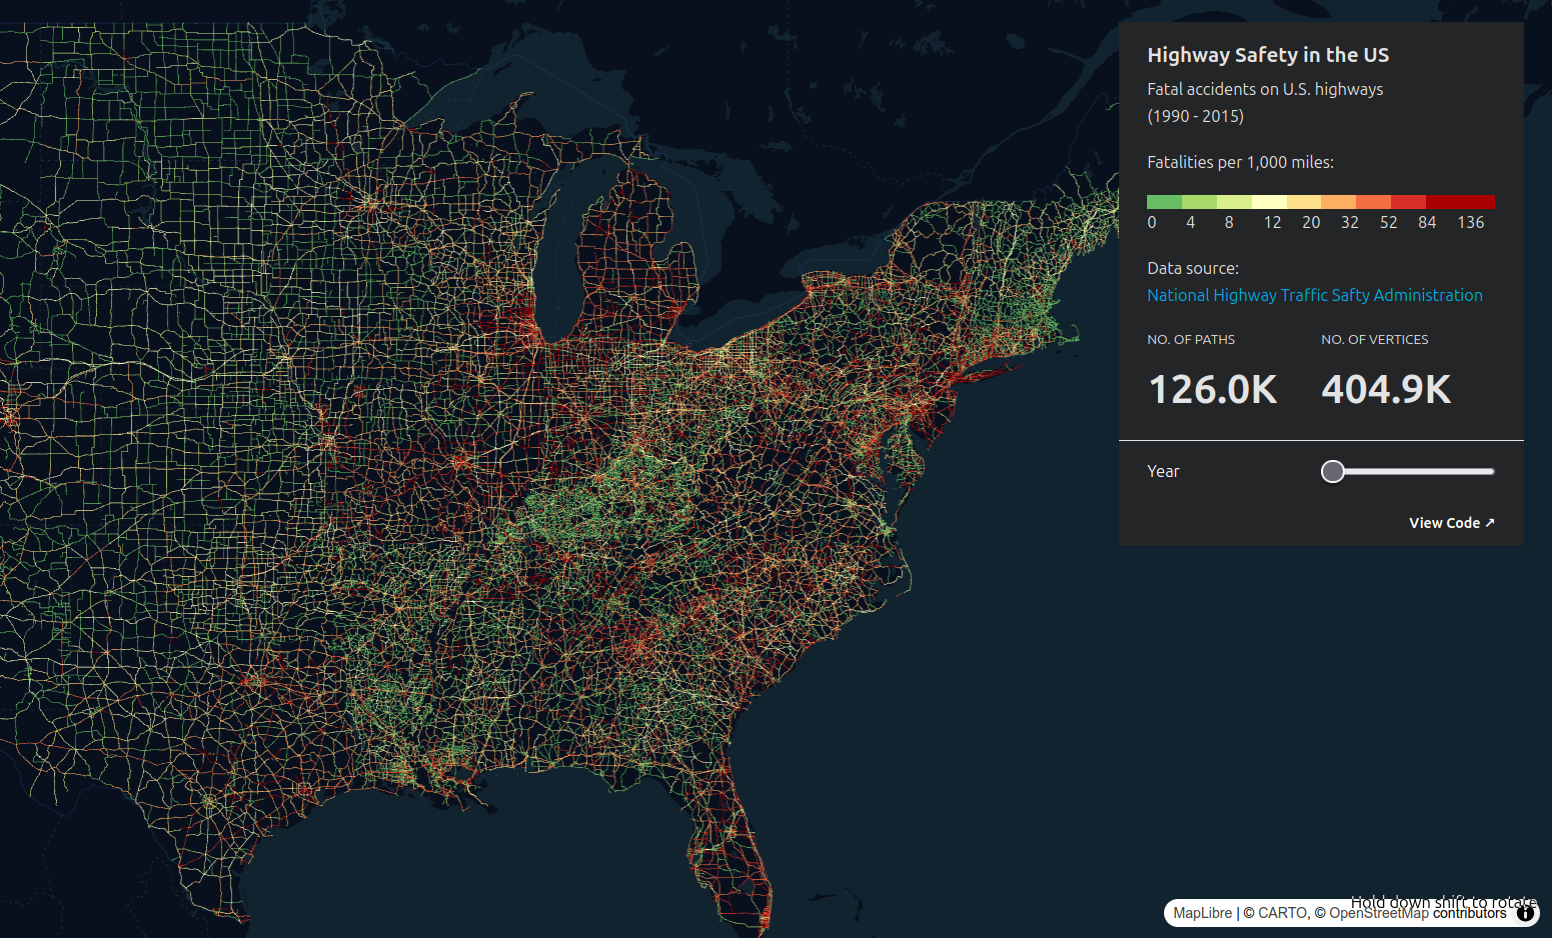 Highway Safety in the US
Fatal accidents on U.S. highways
(1990 - 2015)
Fatalities per 1,000 miles:
0 4 8 12 20 32 52 84 136
Data source:
National Highway Traffic Safty Administration
NO. OF PATHS NO. OF VERTICES
126.0K 404.9K
Year
View Code ↗
Hold down shift to rotate
MapLibre | © CARTO, © OpenStreetMap contributors